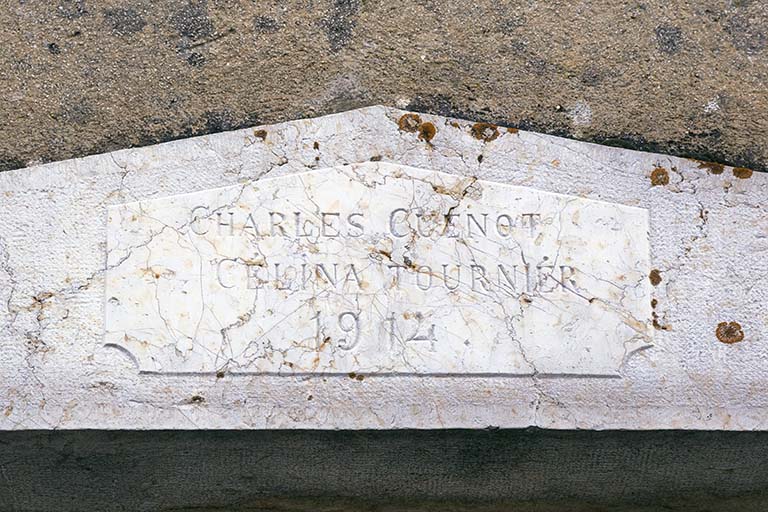 CHARLES CUENOT
CELINA TOURNIER
1912.